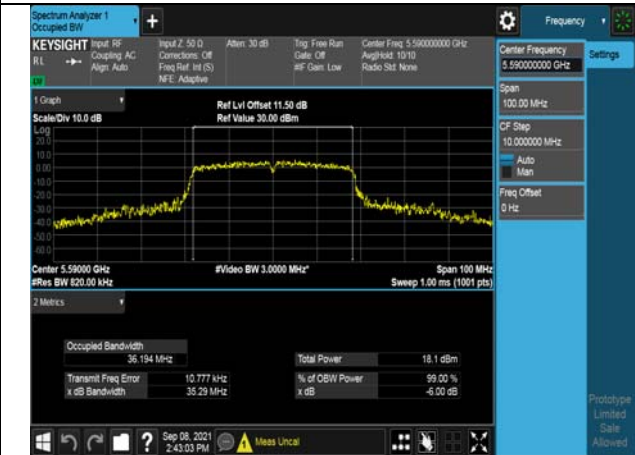 Spectrum Analyzer 1
Occupied BW
+
Frequency
KEYSIGHT
RL
Input: RF
Coupling: AC
Align: Auto
Input Z: 50 Ω
Corrections: Off
Freq Ref: Int (S)
NFE: Adaptive
Atten: 30 dB
Trig: Free Run
Gate: Off
#IF Gain: Low
Center Freq: 5.590000000 GHz
Avg|Hold: 10/10
Radio Std: None
Center Frequency
5.590000000 GHz
Settings
Span
100.00 MHz
CF Step
10.000000 MHz
Auto
Man
Freq Offset
0 Hz
1 Graph
Scale/Div 10.0 dB
Ref Lvl Offset 11.50 dB
Ref Value 30.00 dBm
Log
20.0
10.0
0.00
-10.0
-20.0
-30.0
-40.0
-50.0
-60.0
Center 5.59000 GHz
#Video BW 3.0000 MHz*
Span 100 MHz
#Res BW 820.00 kHz
Sweep 1.00 ms (1001 pts)
2 Metrics
Occupied Bandwidth
36.194 MHz
Total Power 18.1 dBm
Transmit Freq Error 10.777 kHz
% of OBW Power 99.00 %
x dB Bandwidth 35.29 MHz
x dB -6.00 dB
Prototype
Limited
Sale
Allowed
?
Sep 08, 2021
2:43:03 PM
Meas Uncal